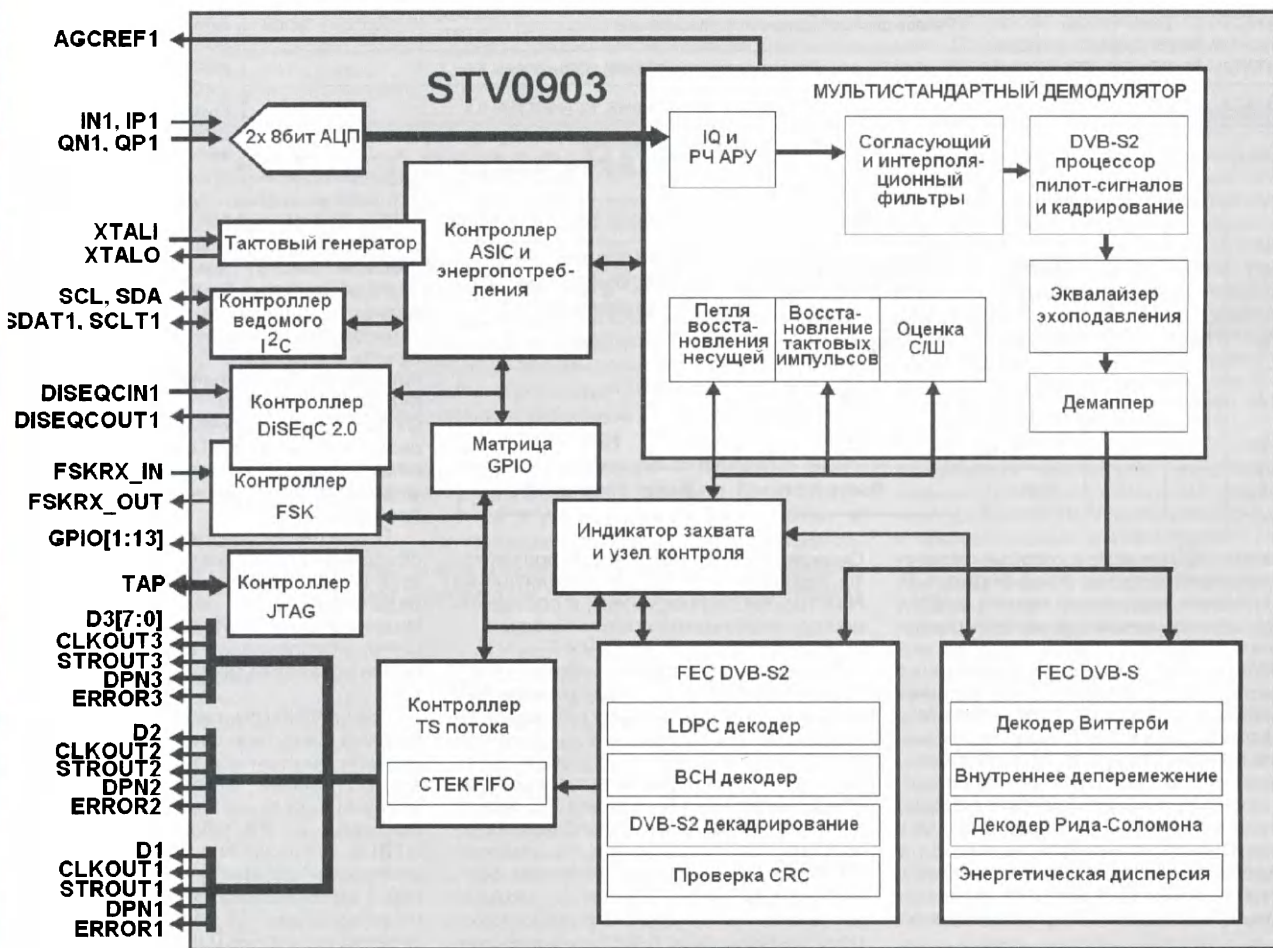 AGCREF1
STV0903
МУЛЬТИСТАНДАРТНЫЙ ДЕМОДУЛЯТОР
IN1, IP1
QN1, QP1
2x 8бит АЦП
IQ и
РЧ АРУ
Согласующий
и интерполя-
ционный
фильтры
DVB-S2
процессор
пилот-сигналов
и кадрирование
XTALI
XTALO
Тактовый генератор
Контроллер
ASIC и
энергопотреб-
ления
SCL, SDA
SDAT1, SCLT1
Контроллер
ведомого
I²C
Петля
восста-
новления
несущей
Восста-
новление
тактовых
импульсов
Оценка
С/Ш
Эквалайзер
эхоподавления
Демаппер
DISEQCIN1
DISEQCOUT1
Контроллер
DiSEqC 2.0
Матрица
GPIO
FSKRX_IN
FSKRX_OUT
Контроллер
FSK
GPIO[1:13]
Индикатор захвата
и узел контроля
TAP
Контроллер
JTAG
D3[7:0]
CLKOUT3
STROUT3
DPN3
ERROR3
D2
CLKOUT2
STROUT2
DPN2
ERROR2
D1
CLKOUT1
STROUT1
DPN1
ERROR1
Контроллер
TS потока
СТЕК FIFO
FEC DVB-S2
LDPC декодер
BCH декодер
DVB-S2 декадрирование
Проверка CRC
FEC DVB-S
Декодер Виттерби
Внутреннее деперемежение
Декодер Рида-Соломона
Энергетическая дисперсия